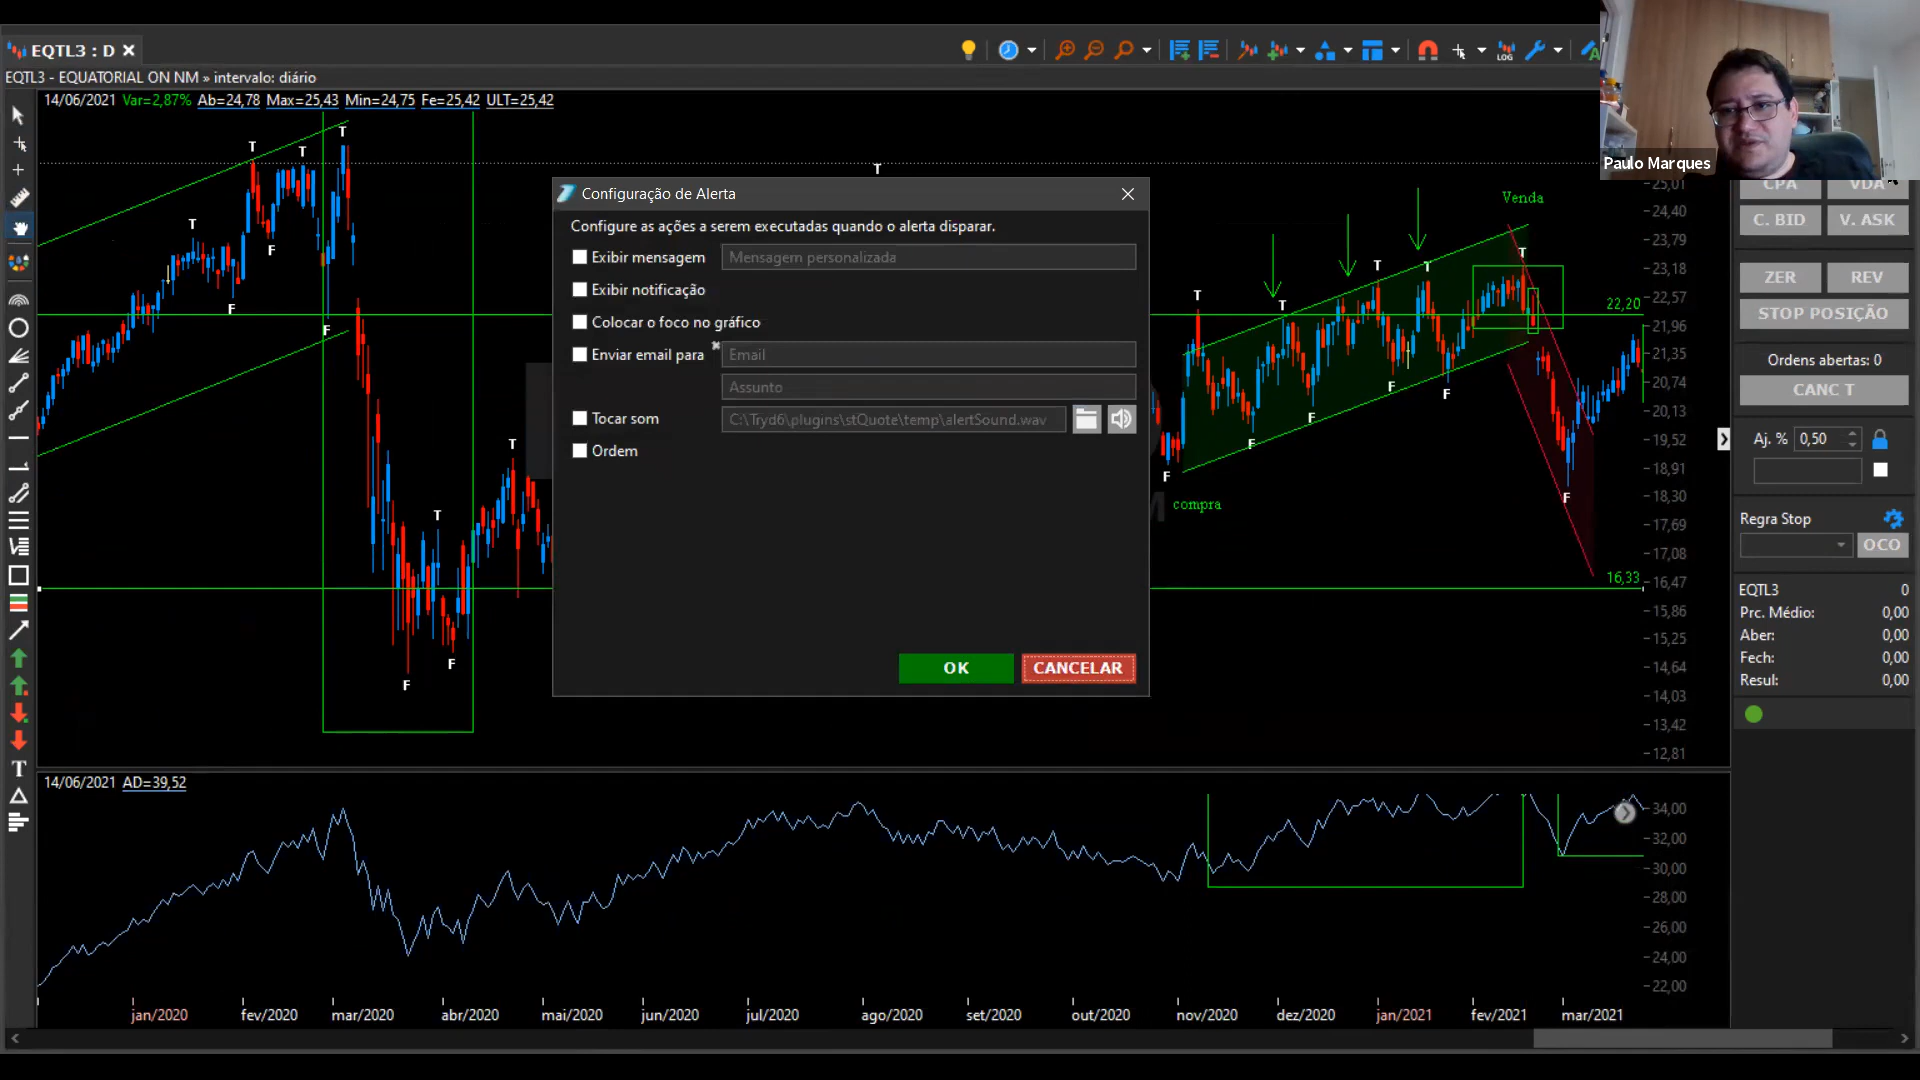 EQTL3 : D
LOG
EQTL3 - EQUATORIAL ON NM » intervalo: diário
14/06/2021 Var=2,87% Ab=24,78 Max=25,43 Min=24,75 Fe=25,42 ULT=25,42
Paulo Marques
Configuração de Alerta
Configure as ações a serem executadas quando o alerta disparar.
Exibir mensagem
Mensagem personalizada
Exibir notificação
Colocar o foco no gráfico
Enviar email para
Email
Assunto
Tocar som
C:\Tryd6\plugins\stQuote\temp\alertSound.wav
Ordem
OK
CANCELAR
T
T
T
T
F
F
F
T
T
F
F
T
T
F
F
T
F
T
F
T
F
T
F
Venda
compra
22,20
16,33
25,01
24,40
23,79
23,18
22,57
21,96
21,35
20,74
20,13
19,52
18,91
18,30
17,69
17,08
16,47
15,86
15,25
14,64
14,03
13,42
12,81
CPA
VDA
C. BID
V. ASK
ZER
REV
STOP POSIÇÃO
Ordens abertas: 0
CANC T
Aj. % 0,50
Regra Stop
OCO
EQTL3 0
Prc. Médio: 0,00
Aber: 0,00
Fech: 0,00
Resul: 0,00
14/06/2021 AD=39,52
34,00
32,00
30,00
28,00
26,00
24,00
22,00
jan/2020 fev/2020 mar/2020 abr/2020 mai/2020 jun/2020 jul/2020 ago/2020 set/2020 out/2020 nov/2020 dez/2020 jan/2021 fev/2021 mar/2021